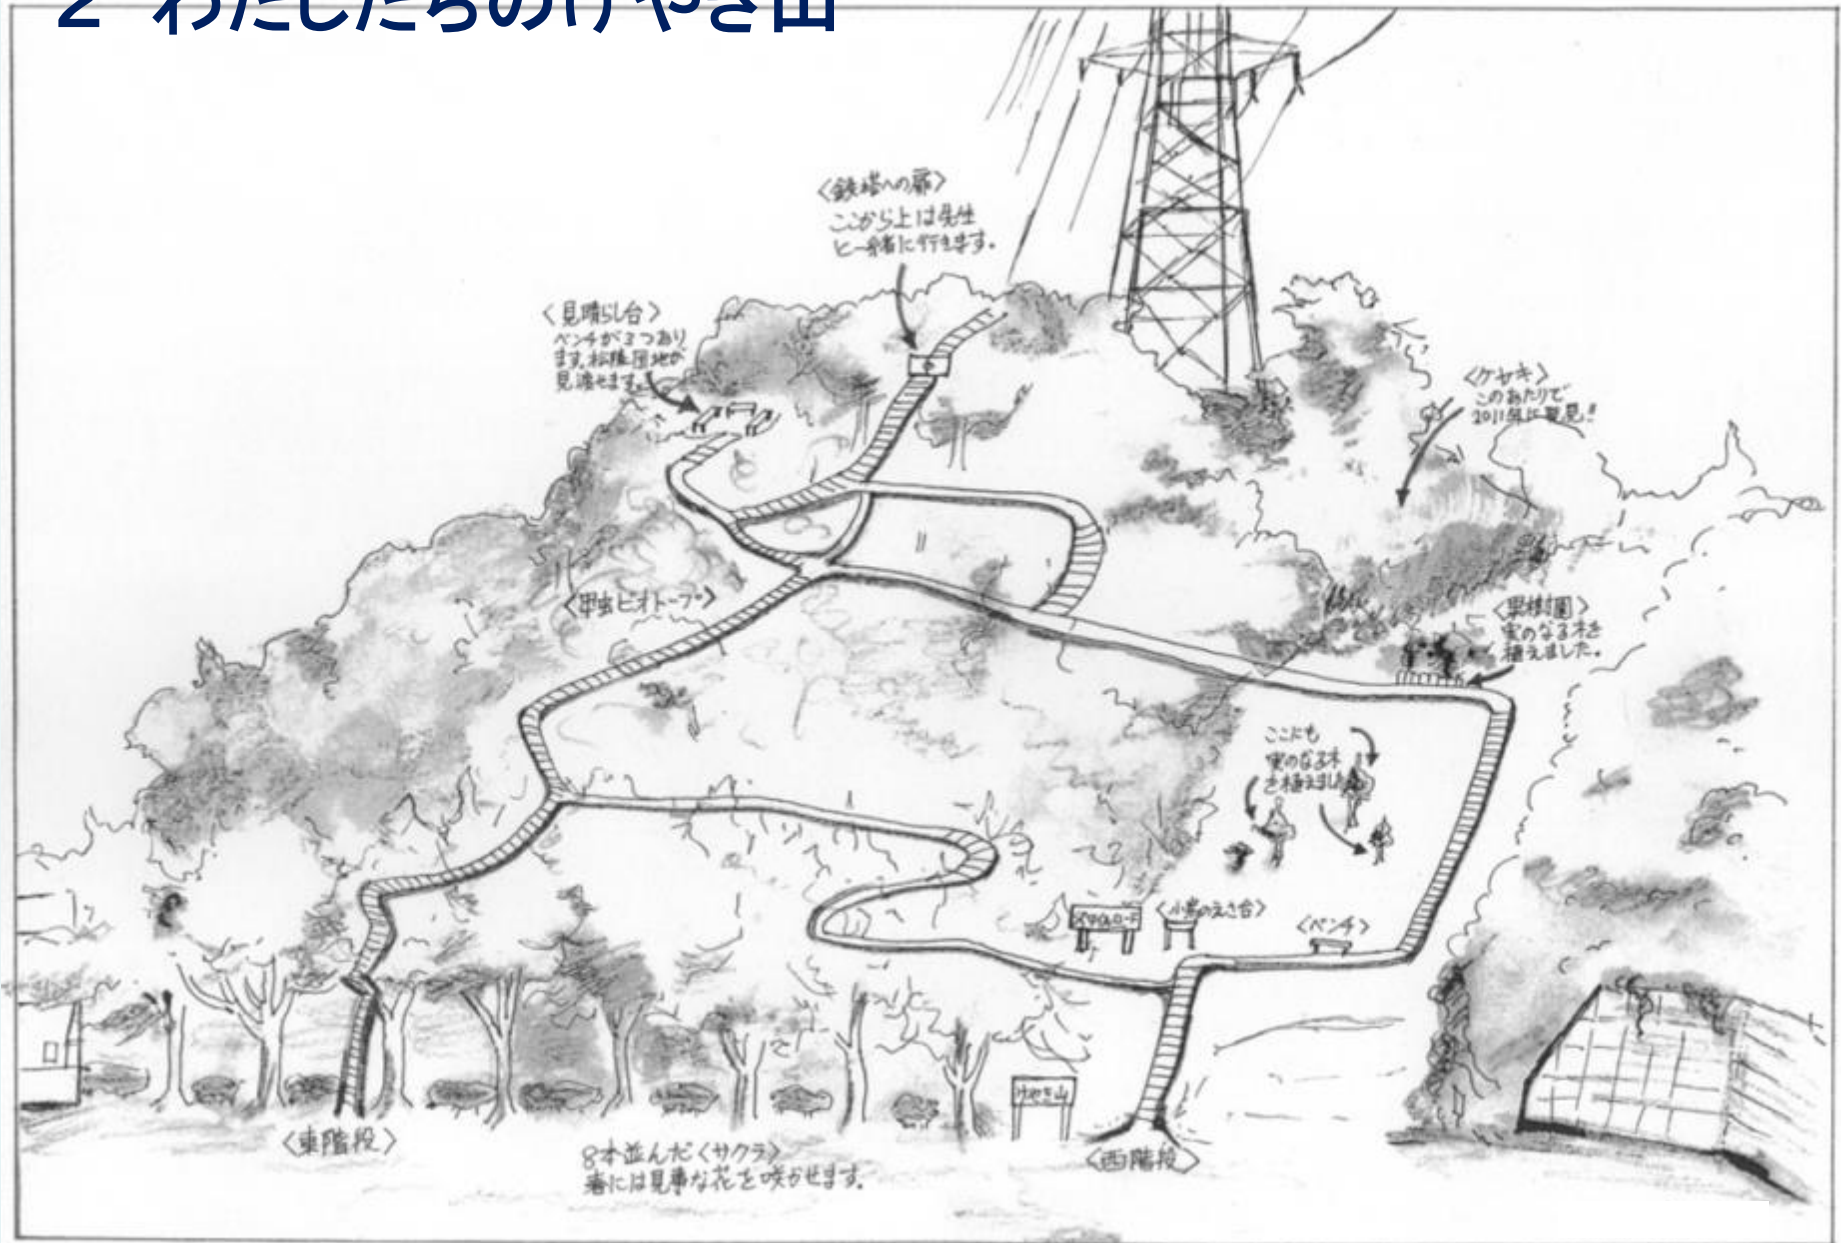 2 わたしたちのけやき山
〈鉄塔への扉〉
ここから上は先生
と一緒に行きます。
〈見晴らし台〉
ベンチが3つあり
ます。松陵団地が
見渡せます。
〈ケヤキ〉
このあたりで
2011年に発見!
〈甲虫ビオトープ〉
〈果樹園〉
実のなる木を
植えました。
ここにも
実のなる木
を植えました
〈小鳥のえさ台〉
〈ベンチ〉
けやき山
〈東階段〉
8本並んだ〈サクラ〉
春には見事な花を咲かせます。
〈西階段〉